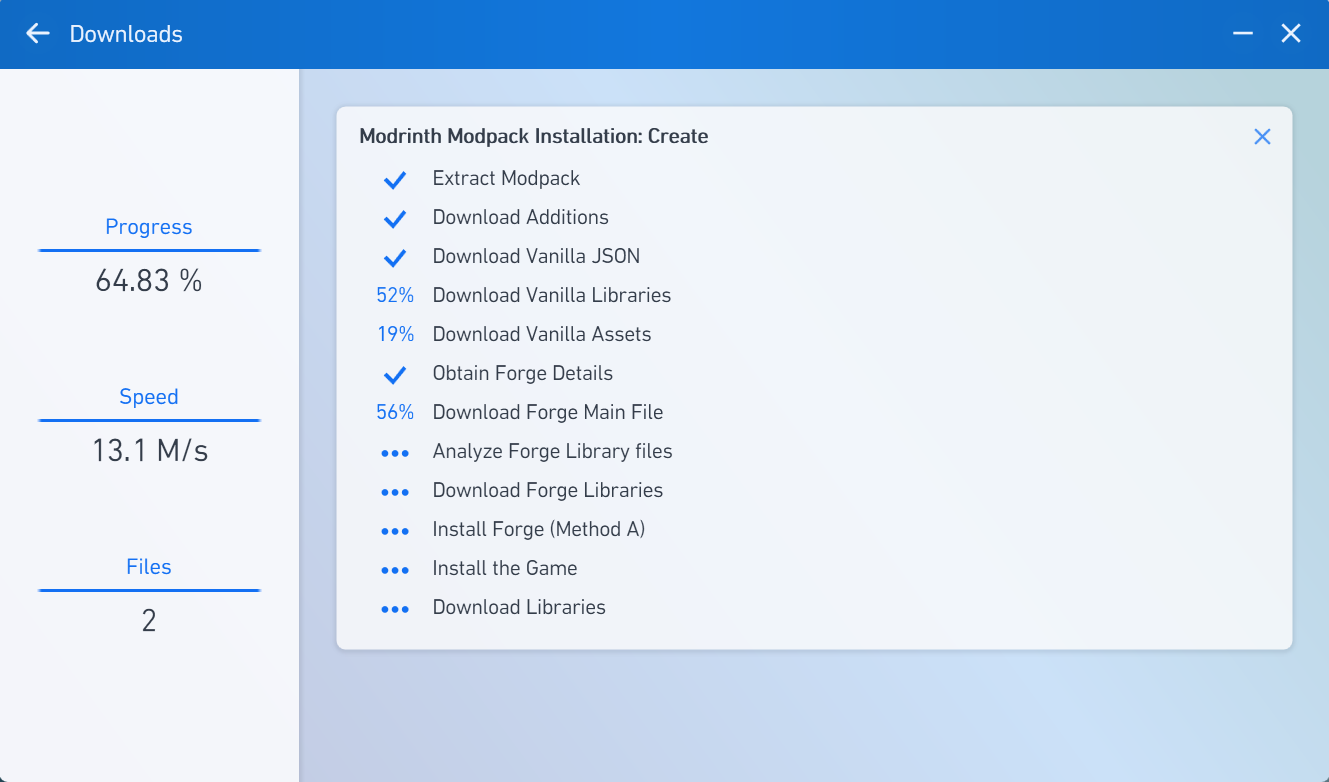 Downloads
Progress
64.83 %
Speed
13.1 M/s
Files
2
Modrinth Modpack Installation: Create
Extract Modpack
Download Additions
Download Vanilla JSON
52% Download Vanilla Libraries
19% Download Vanilla Assets
Obtain Forge Details
56% Download Forge Main File
••• Analyze Forge Library files
••• Download Forge Libraries
••• Install Forge (Method A)
••• Install the Game
••• Download Libraries